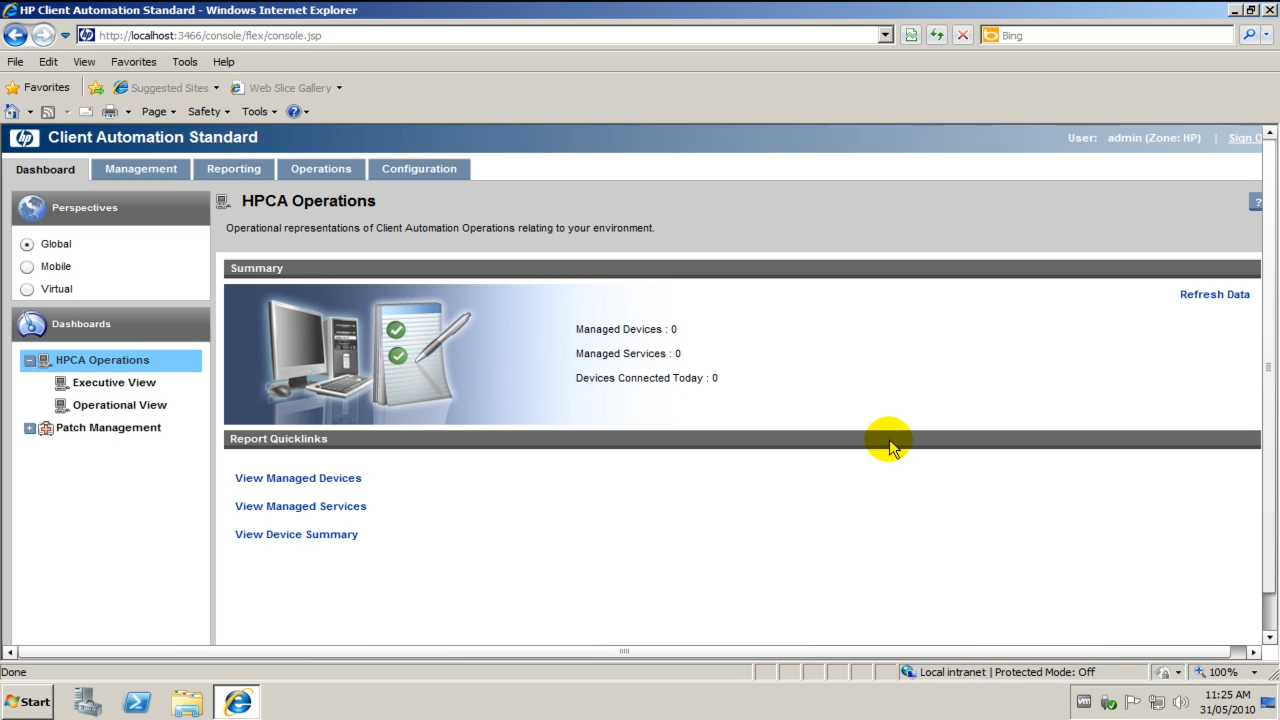 HP Client Automation Standard - Windows Internet Explorer
http://localhost:3466/console/flex/console.jsp
Bing
File Edit View Favorites Tools Help
Favorites Suggested Sites Web Slice Gallery
Page Safety Tools
hp Client Automation Standard
User: admin (Zone: HP) | Sign O
Dashboard Management Reporting Operations Configuration
Perspectives
Global
Mobile
Virtual
Dashboards
HPCA Operations
Executive View
Operational View
Patch Management
HPCA Operations
?
Operational representations of Client Automation Operations relating to your environment.
Summary
Refresh Data
Managed Devices : 0
Managed Services : 0
Devices Connected Today : 0
Report Quicklinks
View Managed Devices
View Managed Services
View Device Summary
Done
Local intranet | Protected Mode: Off
100%
Start
11:25 AM
31/05/2010